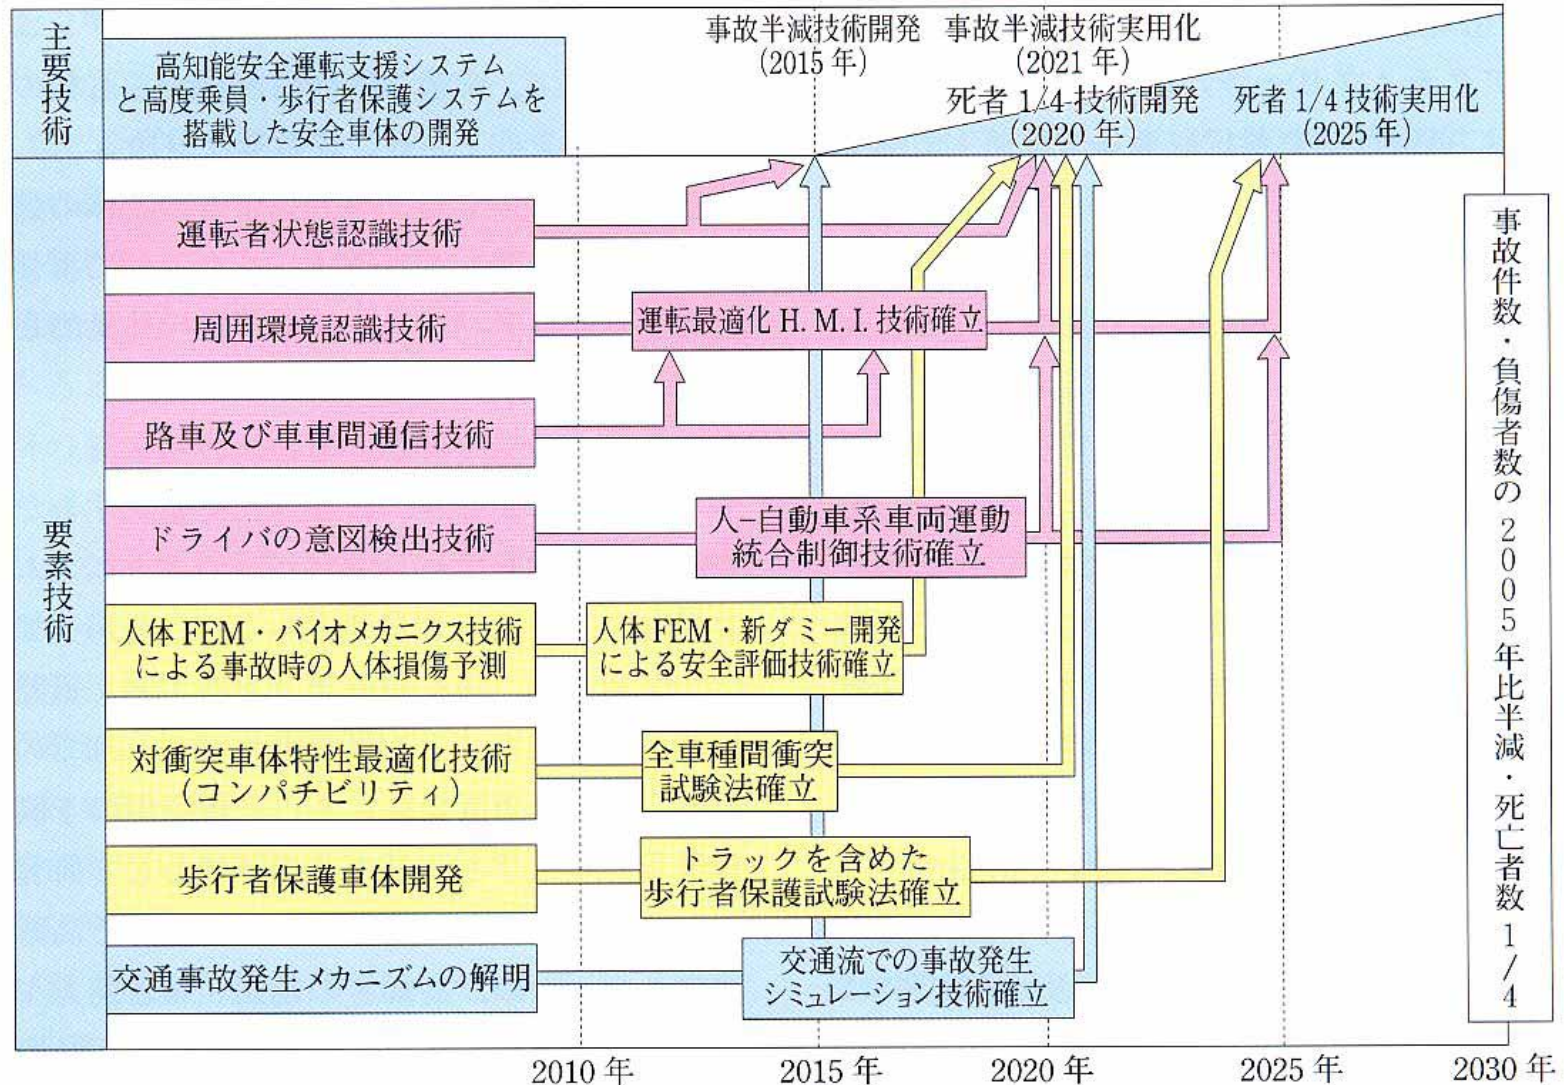 主要技術
高知能安全運転支援システム
と高度乗員・歩行者保護システムを
搭載した安全車体の開発
事故半減技術開発
(2015年)
事故半減技術実用化
(2021年)
死者1/4技術開発
(2020年)
死者1/4技術実用化
(2025年)
要素技術
運転者状態認識技術
周囲環境認識技術
運転最適化H.M.I.技術確立
路車及び車車間通信技術
ドライバの意図検出技術
人−自動車系車両運動
統合制御技術確立
人体FEM・バイオメカニクス技術
による事故時の人体損傷予測
人体FEM・新ダミー開発
による安全評価技術確立
対衝突車体特性最適化技術
(コンパチビリティ)
全車種間衝突
試験法確立
歩行者保護車体開発
トラックを含めた
歩行者保護試験法確立
交通事故発生メカニズムの解明
交通流での事故発生
シミュレーション技術確立
事故件数・負傷者数の2005年比半減・死亡者数1/4
2010年
2015年
2020年
2025年
2030年